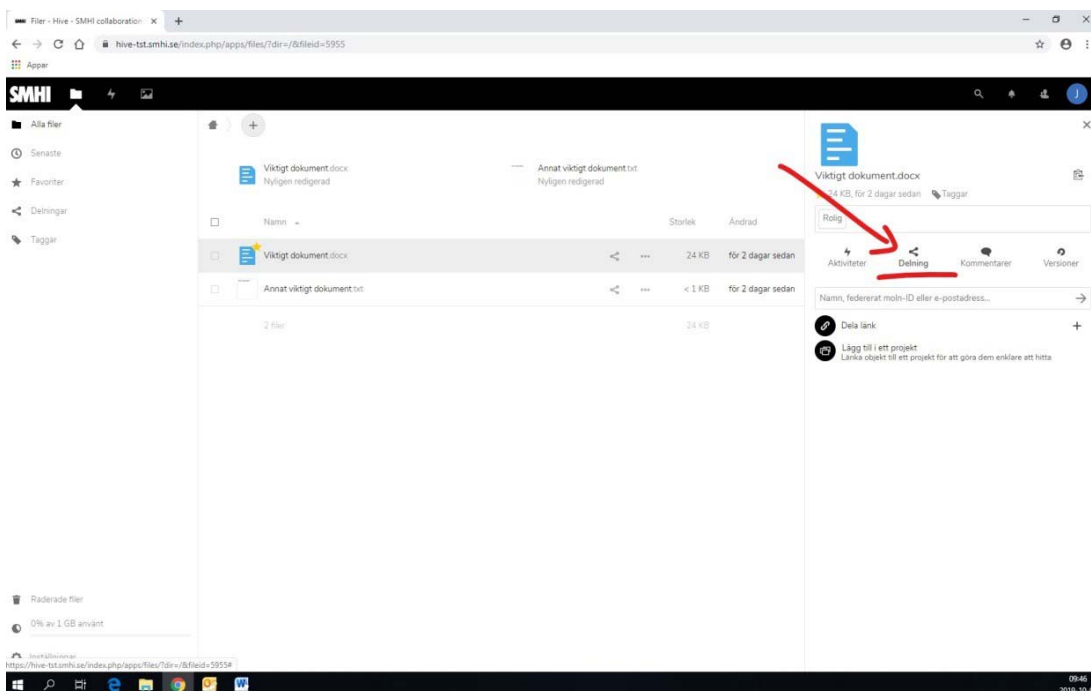 Filer - Hive - SMHI collaboration
hive-tst.smhi.se/index.php/apps/files/?dir=/&fileid=5955
Appar
SMHI
J
Alla filer
Senaste
Favoriter
Delningar
Taggar
Viktigt dokument.docx
Nyligen redigerad
Annat viktigt dokument.txt
Nyligen redigerad
Namn
Storlek
Ändrad
Viktigt dokument.docx
24 KB
för 2 dagar sedan
Annat viktigt dokument.txt
< 1 KB
för 2 dagar sedan
2 filer
24 KB
Viktigt dokument.docx
24 KB, för 2 dagar sedan
Taggar
Rolig
Aktiviteter
Delning
Kommentarer
Versioner
Namn, federerat moln-ID eller e-postadress...
Dela länk
Lägg till i ett projekt
Länka objekt till ett projekt för att göra dem enklare att hitta
Raderade filer
0% av 1 GB använt
Inställningar
https://hive-tst.smhi.se/index.php/apps/files/?dir=/&fileid=5955#
09:46